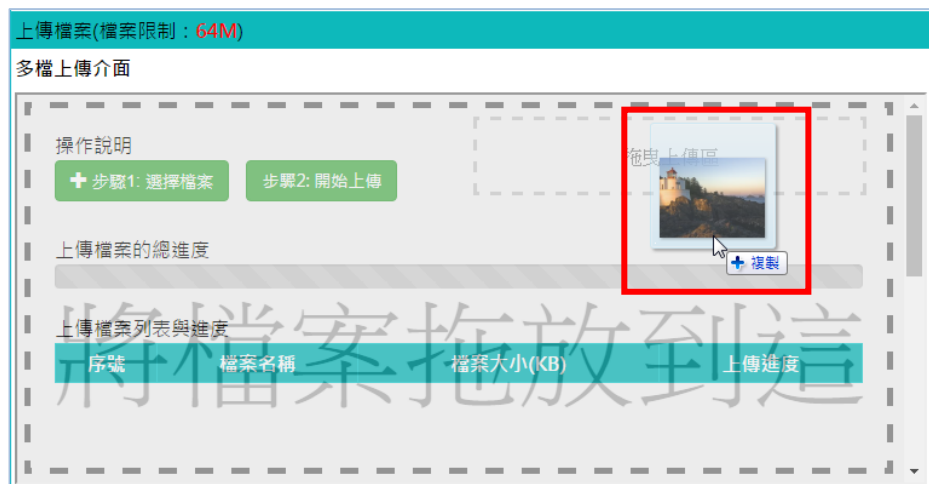 上傳檔案(檔案限制：64M)
多檔上傳介面
操作說明
拖曳上傳區
步驟1: 選擇檔案
步驟2: 開始上傳
複製
上傳檔案的總進度
上傳檔案列表與進度
將檔案拖放到這
序號 檔案名稱 檔案大小(KB) 上傳進度